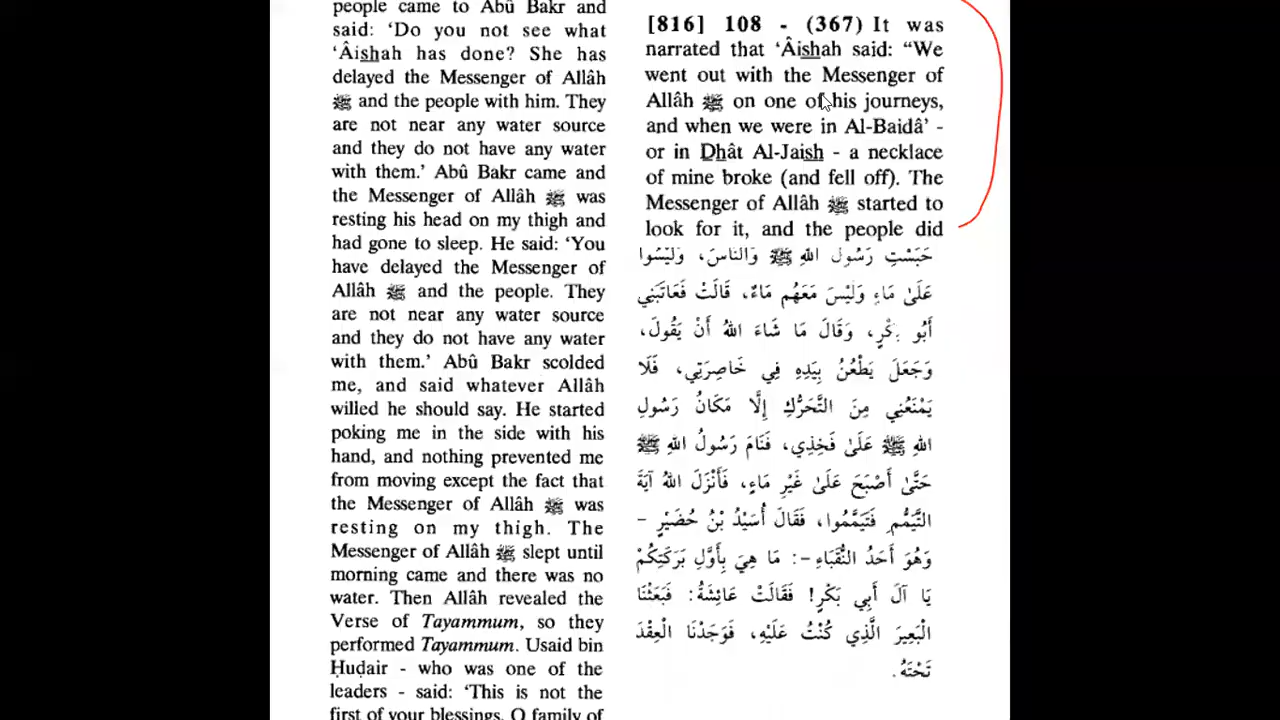 people came to Abû Bakr and
said: ‘Do you not see what
‘Âishah has done? She has
delayed the Messenger of Allâh
ﷺ and the people with him. They
are not near any water source
and they do not have any water
with them.’ Abû Bakr came and
the Messenger of Allâh ﷺ was
resting his head on my thigh and
had gone to sleep. He said: ‘You
have delayed the Messenger of
Allâh ﷺ and the people. They
are not near any water source
and they do not have any water
with them.’ Abû Bakr scolded
me, and said whatever Allâh
willed he should say. He started
poking me in the side with his
hand, and nothing prevented me
from moving except the fact that
the Messenger of Allâh ﷺ was
resting on my thigh. The
Messenger of Allâh ﷺ slept until
morning came and there was no
water. Then Allâh revealed the
Verse of Tayammum, so they
performed Tayammum. Usaid bin
Ḥuḍair - who was one of the
leaders - said: ‘This is not the
first of your blessings, O family of
[816] 108 - (367) It was
narrated that ‘Âishah said: “We
went out with the Messenger of
Allâh ﷺ on one of his journeys,
and when we were in Al-Baidâ’ -
or in Dhât Al-Jaish - a necklace
of mine broke (and fell off). The
Messenger of Allâh ﷺ started to
look for it, and the people did
حَبَسْتِ رَسُولَ اللهِ ﷺ وَالنَّاسَ، وَلَيْسُوا
عَلَىٰ مَاءٍ وَلَيْسَ مَعَهُم مَاءٌ، قَالَتْ فَعَاتَبَنِي
أَبُو بَكْرٍ، وَقَالَ مَا شَاءَ اللهُ أَنْ يَقُولَ،
وَجَعَلَ يَطْعُنُ بِيَدِهِ فِي خَاصِرَتِي، فَلَا
يَمْنَعُنِي مِنَ التَّحَرُّكِ إِلَّا مَكَانُ رَسُولِ
اللهِ ﷺ عَلَىٰ فَخِذِي، فَنَامَ رَسُولُ اللهِ ﷺ
حَتَّىٰ أَصْبَحَ عَلَىٰ غَيْرِ مَاءٍ، فَأَنْزَلَ اللهُ آيَةَ
التَّيَمُّمِ فَتَيَمَّمُوا، فَقَالَ أُسَيْدُ بْنُ حُضَيْرٍ -
وَهُوَ أَحَدُ النُّقَبَاءِ -: مَا هِيَ بِأَوَّلِ بَرَكَتِكُمْ
يَا آلَ أَبِي بَكْرٍ! فَقَالَتْ عَائِشَةُ: فَبَعَثْنَا
الْبَعِيرَ الَّذِي كُنْتُ عَلَيْهِ، فَوَجَدْنَا الْعِقْدَ
تَحْتَهُ.